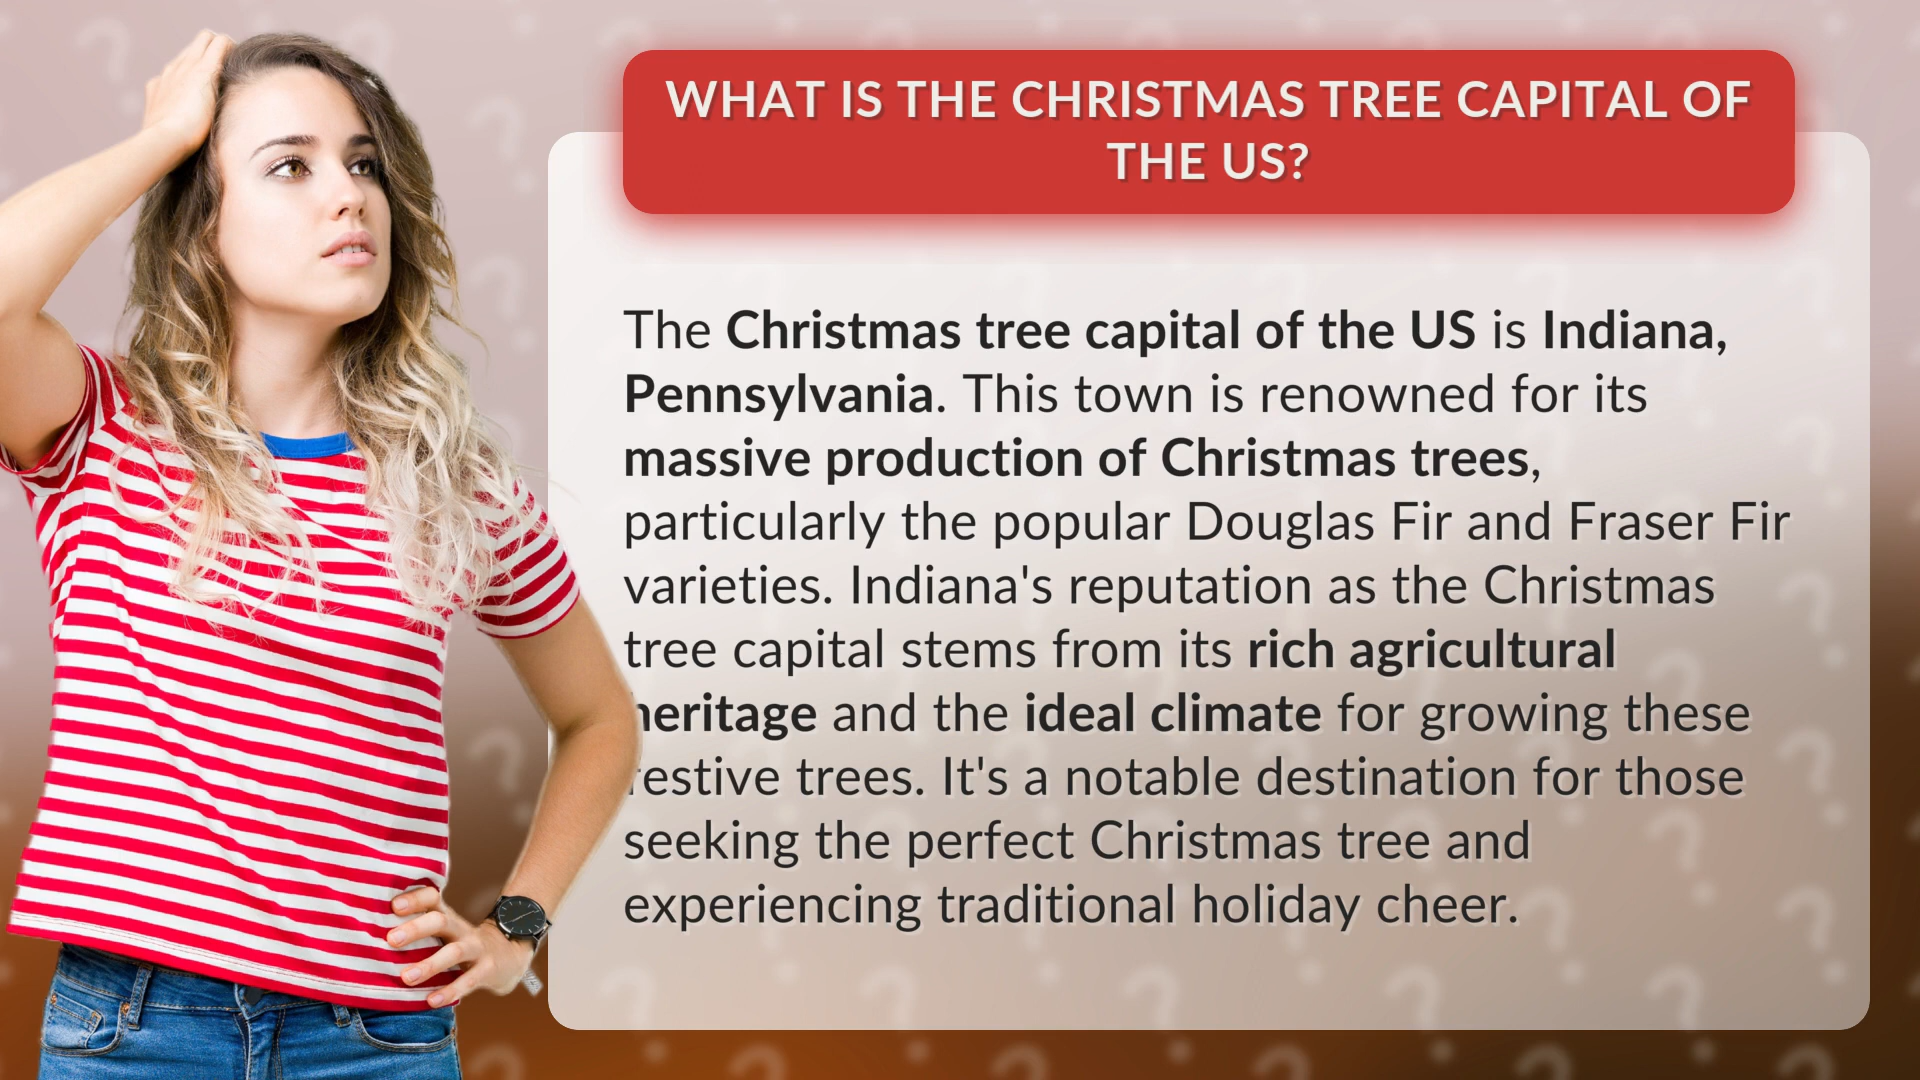 WHAT IS THE CHRISTMAS TREE CAPITAL OF
THE US?
The Christmas tree capital of the US is Indiana,
Pennsylvania. This town is renowned for its
massive production of Christmas trees,
particularly the popular Douglas Fir and Fraser Fir
varieties. Indiana's reputation as the Christmas
tree capital stems from its rich agricultural
heritage and the ideal climate for growing these
festive trees. It's a notable destination for those
seeking the perfect Christmas tree and
experiencing traditional holiday cheer.